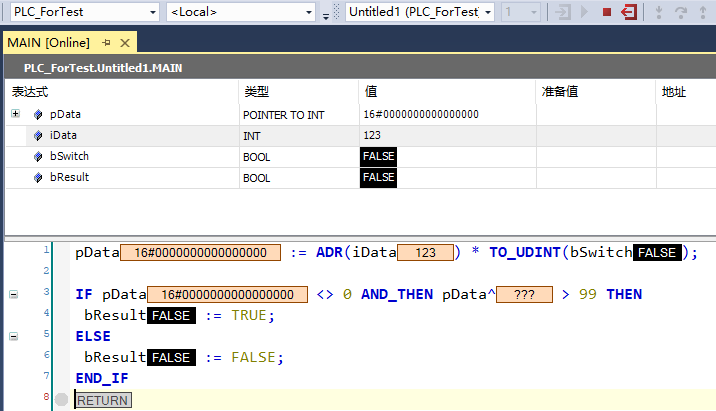 PLC_ForTest <Local> Untitled1 (PLC_ForTest) 1
MAIN [Online]
PLC_ForTest.Untitled1.MAIN
表达式 类型 值 准备值 地址
pData POINTER TO INT 16#0000000000000000
iData INT 123
bSwitch BOOL FALSE
bResult BOOL FALSE
1 pData 16#0000000000000000 := ADR(iData 123 ) * TO_UDINT(bSwitch FALSE );
2
3 IF pData 16#0000000000000000 <> 0 AND_THEN pData^ ??? > 99 THEN
4 bResult FALSE := TRUE;
5 ELSE
6 bResult FALSE := FALSE;
7 END_IF
8 RETURN